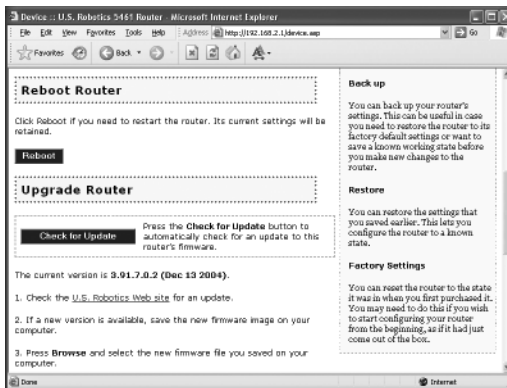 Device :: U.S. Robotics 5461 Router - Microsoft Internet Explorer
File Edit View Favorites Tools Help Address http://192.168.2.1/device.asp Go
Favorites Back
Reboot Router
Click Reboot if you need to restart the router. Its current settings will be
retained.
Reboot
Upgrade Router
Check for Update
Press the Check for Update button to
automatically check for an update to this
router's firmware.
The current version is 3.91.7.0.2 (Dec 13 2004).
1. Check the U.S. Robotics Web site for an update.
2. If a new version is available, save the new firmware image on your
computer.
3. Press Browse and select the new firmware file you saved on your
computer.
Back up
You can back up your router's
settings. This can be useful in case
you need to restore the router to its
factory default settings or want to
save a known working state before
you make new changes to the
router.
Restore
You can restore the settings that
you saved earlier. This lets you
configure the router to a known
state.
Factory Settings
You can reset the router to the state
it was in when you first purchased it.
You may need to do this if you wish
to start configuring your router
from the beginning, as if it had just
come out of the box.
Done
Internet